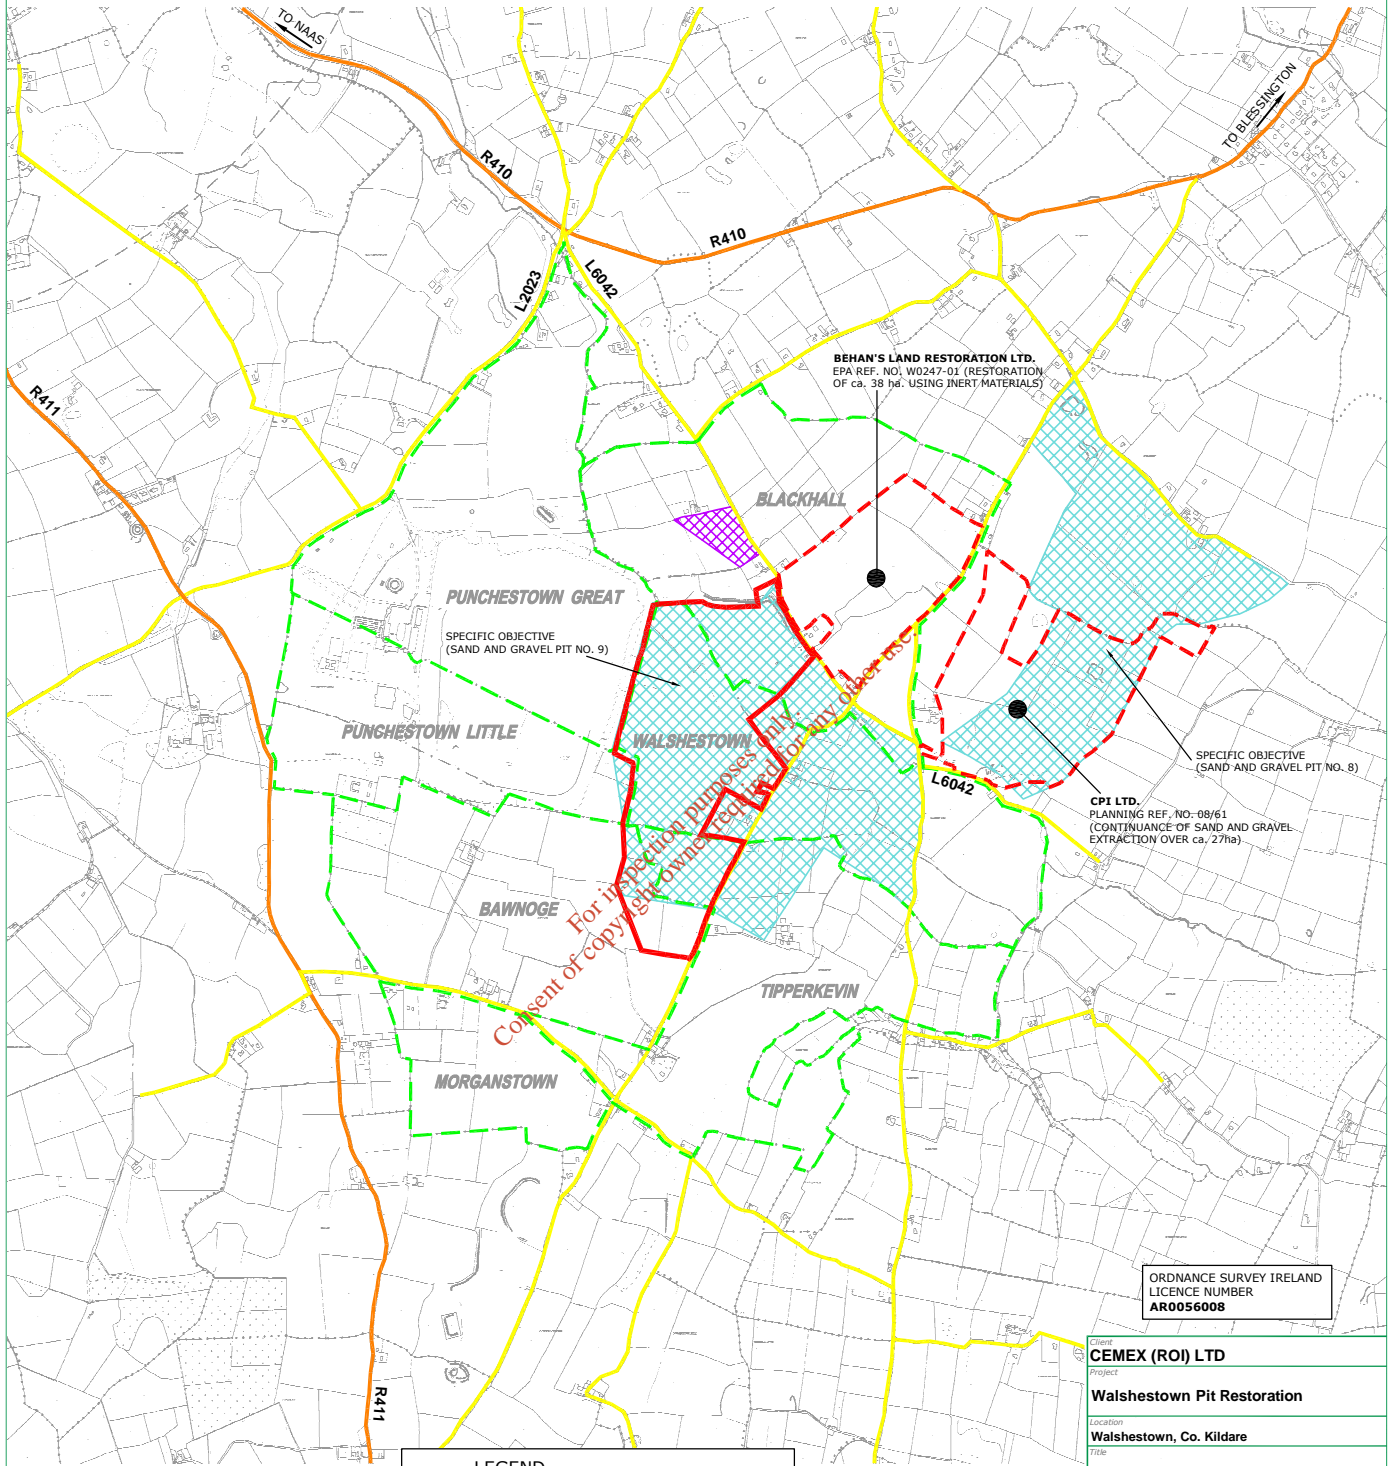 TO NAAS
TO BLESSINGTON
R410
R410
L2023
L6042
R411
BEHAN'S LAND RESTORATION LTD.
EPA REF. NO. W0247-01 (RESTORATION
OF ca. 38 ha. USING INERT MATERIALS)
BLACKHALL
PUNCHESTOWN GREAT
SPECIFIC OBJECTIVE
(SAND AND GRAVEL PIT NO. 9)
PUNCHESTOWN LITTLE
WALSHESTOWN
SPECIFIC OBJECTIVE
(SAND AND GRAVEL PIT NO. 8)
L6042
CPI LTD.
PLANNING REF. NO. 08/61
(CONTINUANCE OF SAND AND GRAVEL
EXTRACTION OVER ca. 27ha)
BAWNOGE
For inspection purposes only.
Consent of copyright owner required for any other use.
TIPPERKEVIN
MORGANSTOWN
ORDNANCE SURVEY IRELAND
LICENCE NUMBER
AR0056008
Client
CEMEX (ROI) LTD
Project
Walshestown Pit Restoration
Location
Walshestown, Co. Kildare
Title
R411
LEGEND